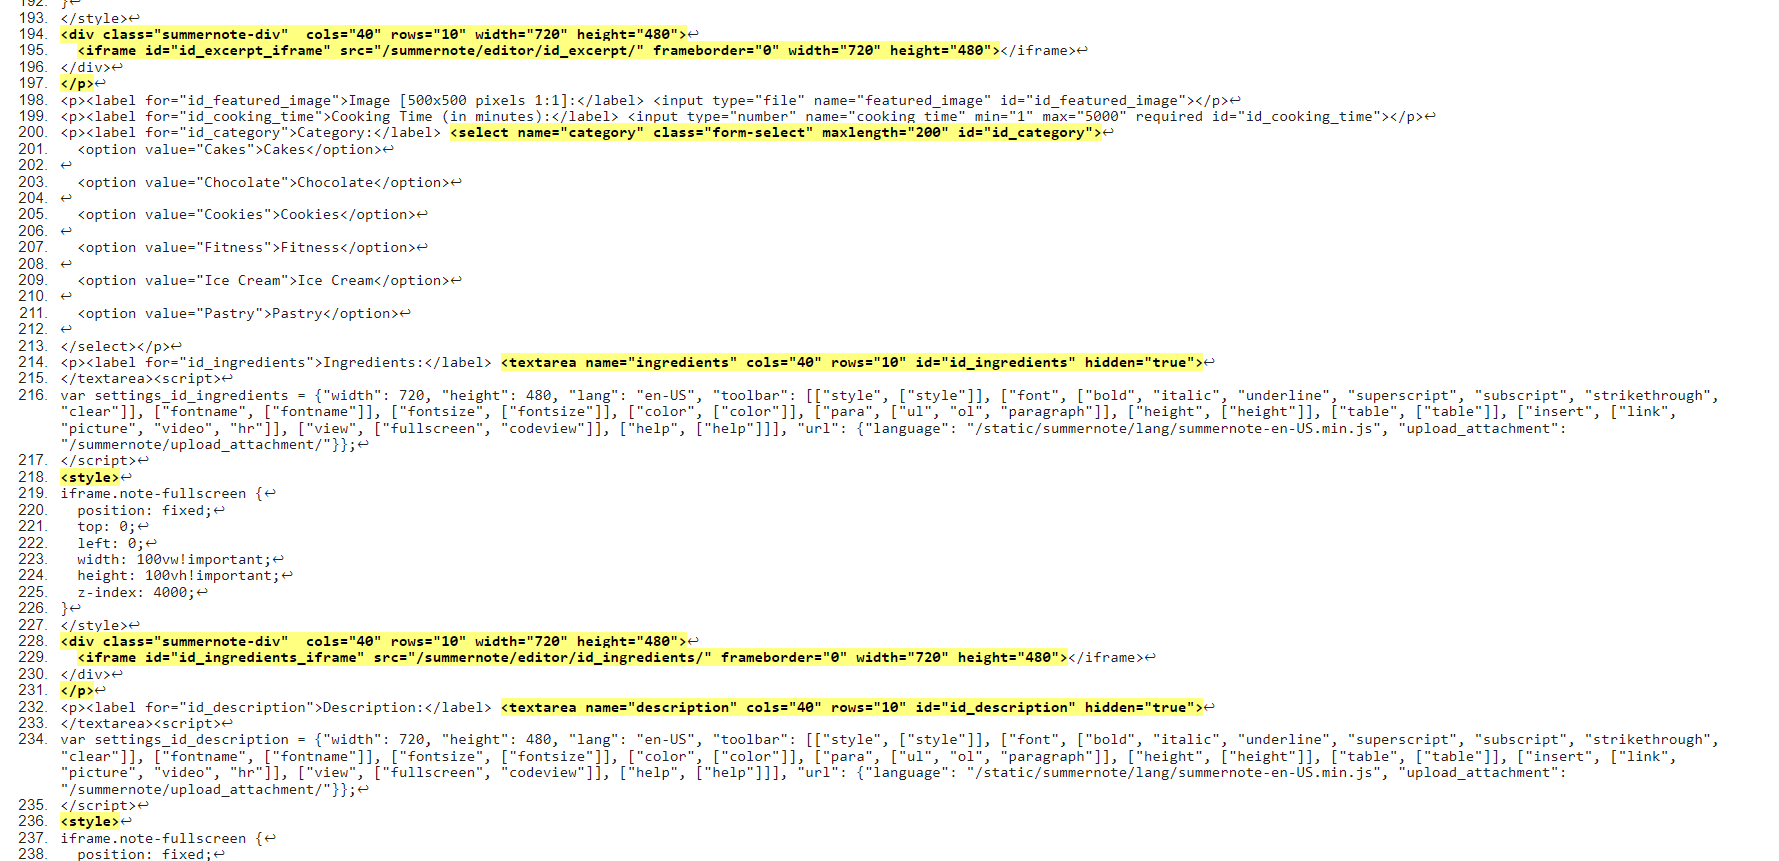 192. }↩
193. </style>↩
194. <div class="summernote-div"  cols="40" rows="10" width="720" height="480">↩
195.   <iframe id="id_excerpt_iframe" src="/summernote/editor/id_excerpt/" frameborder="0" width="720" height="480"></iframe>↩
196. </div>↩
197. </p>↩
198. <p><label for="id_featured_image">Image [500x500 pixels 1:1]:</label> <input type="file" name="featured_image" id="id_featured_image"></p>↩
199. <p><label for="id_cooking_time">Cooking Time (in minutes):</label> <input type="number" name="cooking_time" min="1" max="5000" required id="id_cooking_time"></p>↩
200. <p><label for="id_category">Category:</label> <select name="category" class="form-select" maxlength="200" id="id_category">↩
201.   <option value="Cakes">Cakes</option>↩
202. ↩
203.   <option value="Chocolate">Chocolate</option>↩
204. ↩
205.   <option value="Cookies">Cookies</option>↩
206. ↩
207.   <option value="Fitness">Fitness</option>↩
208. ↩
209.   <option value="Ice Cream">Ice Cream</option>↩
210. ↩
211.   <option value="Pastry">Pastry</option>↩
212. ↩
213. </select></p>↩
214. <p><label for="id_ingredients">Ingredients:</label> <textarea name="ingredients" cols="40" rows="10" id="id_ingredients" hidden="true">↩
215. </textarea><script>↩
216. var settings_id_ingredients = {"width": 720, "height": 480, "lang": "en-US", "toolbar": [["style", ["style"]], ["font", ["bold", "italic", "underline", "superscript", "subscript", "strikethrough",
"clear"]], ["fontname", ["fontname"]], ["fontsize", ["fontsize"]], ["color", ["color"]], ["para", ["ul", "ol", "paragraph"]], ["height", ["height"]], ["table", ["table"]], ["insert", ["link",
"picture", "video", "hr"]], ["view", ["fullscreen", "codeview"]], ["help", ["help"]]], "url": {"language": "/static/summernote/lang/summernote-en-US.min.js", "upload_attachment":
"/summernote/upload_attachment/"}};↩
217. </script>↩
218. <style>↩
219. iframe.note-fullscreen {↩
220.   position: fixed;↩
221.   top: 0;↩
222.   left: 0;↩
223.   width: 100vw!important;↩
224.   height: 100vh!important;↩
225.   z-index: 4000;↩
226. }↩
227. </style>↩
228. <div class="summernote-div"  cols="40" rows="10" width="720" height="480">↩
229.   <iframe id="id_ingredients_iframe" src="/summernote/editor/id_ingredients/" frameborder="0" width="720" height="480"></iframe>↩
230. </div>↩
231. </p>↩
232. <p><label for="id_description">Description:</label> <textarea name="description" cols="40" rows="10" id="id_description" hidden="true">↩
233. </textarea><script>↩
234. var settings_id_description = {"width": 720, "height": 480, "lang": "en-US", "toolbar": [["style", ["style"]], ["font", ["bold", "italic", "underline", "superscript", "subscript", "strikethrough",
"clear"]], ["fontname", ["fontname"]], ["fontsize", ["fontsize"]], ["color", ["color"]], ["para", ["ul", "ol", "paragraph"]], ["height", ["height"]], ["table", ["table"]], ["insert", ["link",
"picture", "video", "hr"]], ["view", ["fullscreen", "codeview"]], ["help", ["help"]]], "url": {"language": "/static/summernote/lang/summernote-en-US.min.js", "upload_attachment":
"/summernote/upload_attachment/"}};↩
235. </script>↩
236. <style>↩
237. iframe.note-fullscreen {↩
238.   position: fixed;↩